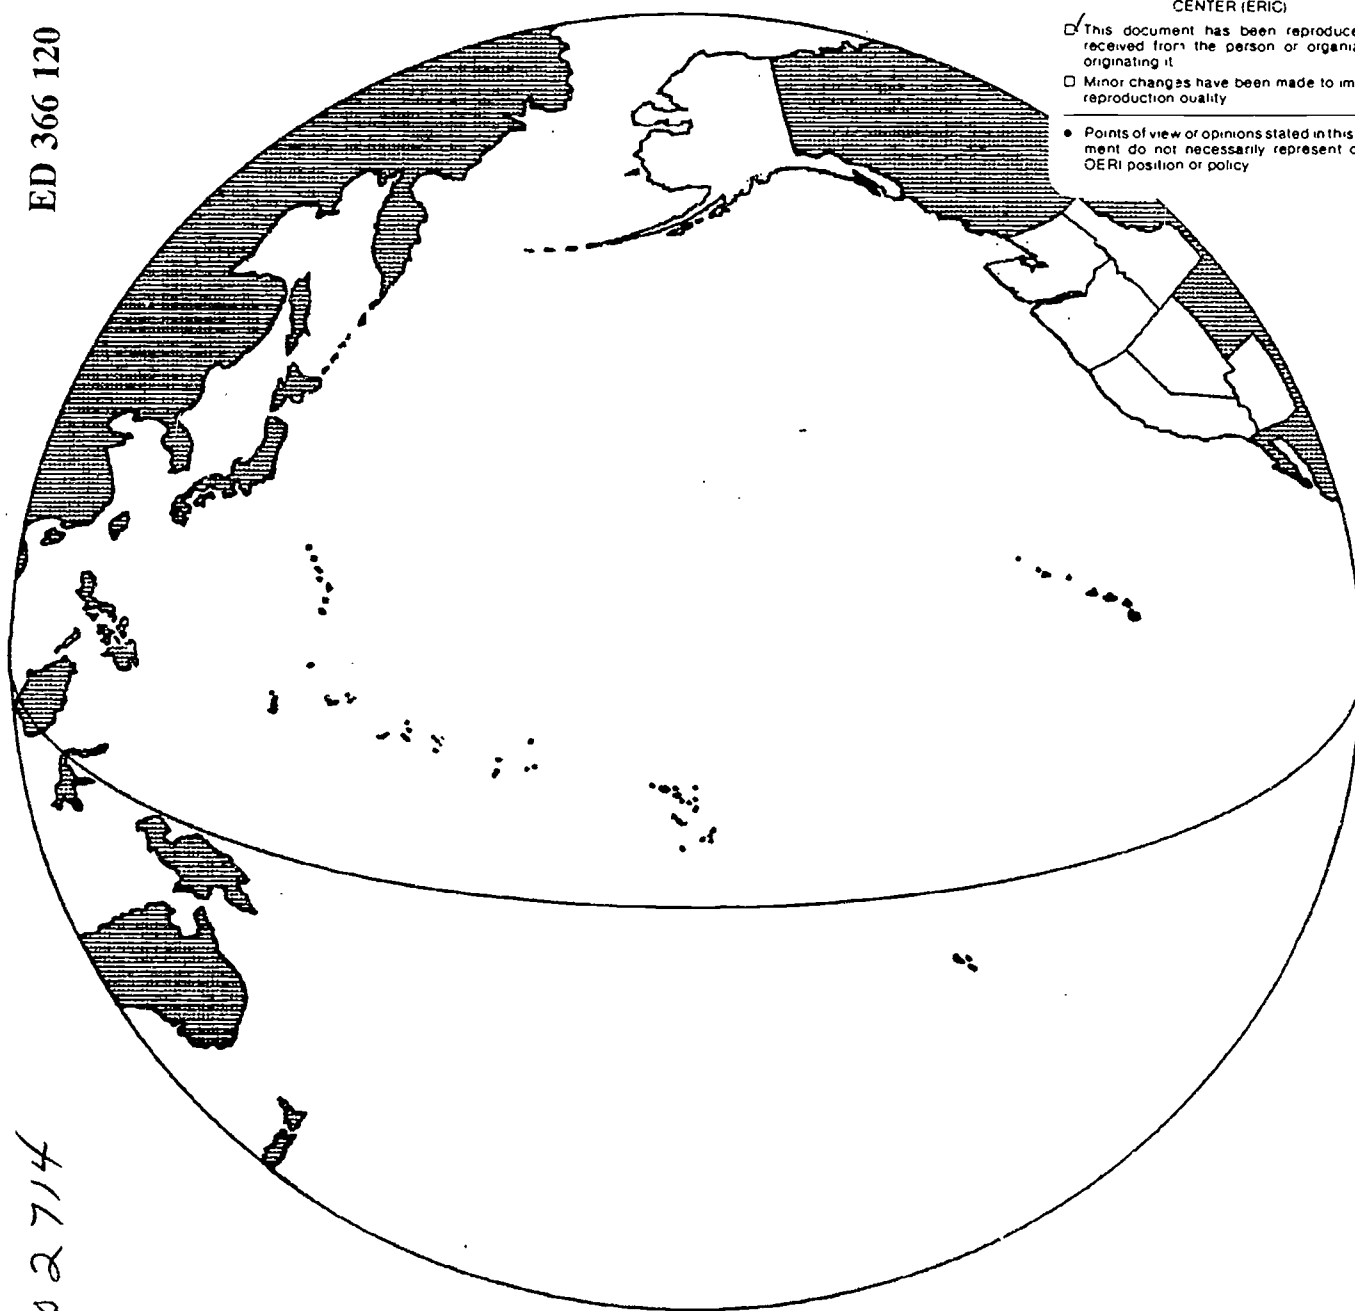 ED 366 120
CENTER (ERIC)
This document has been reproduce
received from the person or organiza
originating it
Minor changes have been made to im
reproduction quality
• Points of view or opinions stated in this
ment do not necessarily represent o
OERI position or policy
2714